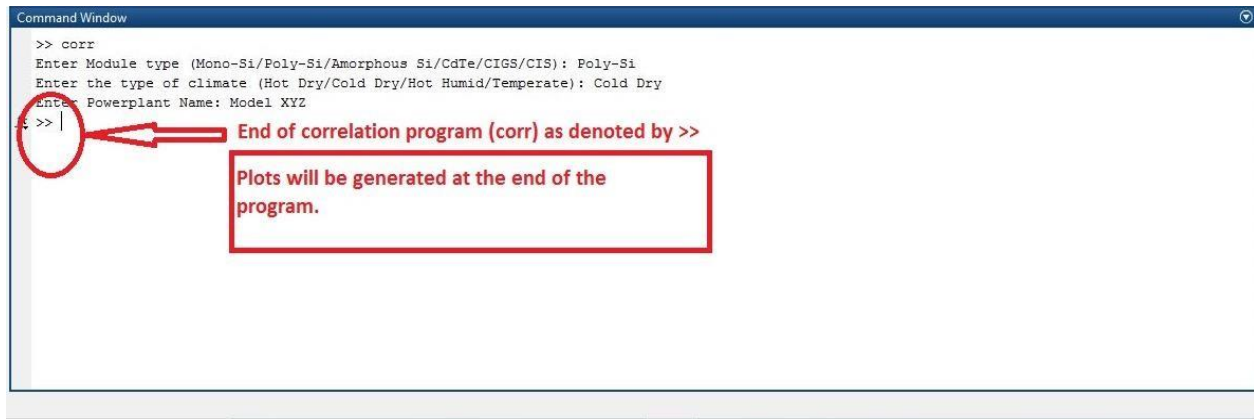 Command Window
>> corr
Enter Module type (Mono-Si/Poly-Si/Amorphous Si/CdTe/CIGS/CIS): Poly-Si
Enter the type of climate (Hot Dry/Cold Dry/Hot Humid/Temperate): Cold Dry
Enter Powerplant Name: Model XYZ
>>
End of correlation program (corr) as denoted by >>
Plots will be generated at the end of the
program.